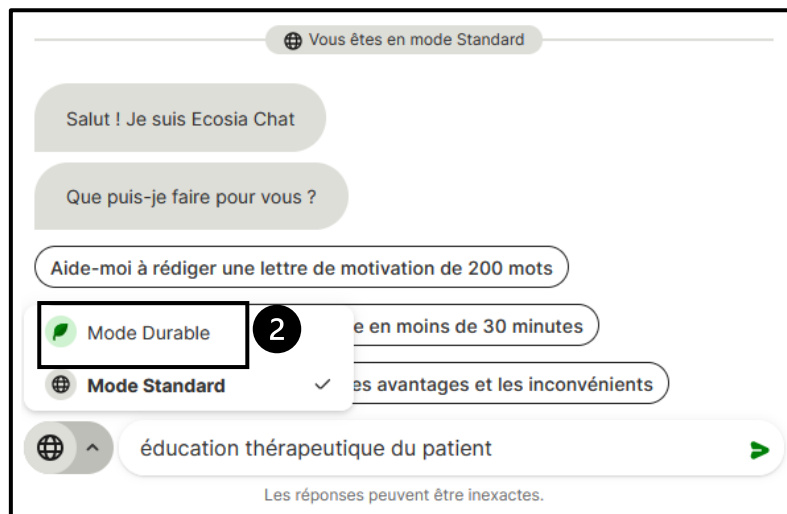 Vous êtes en mode Standard
Salut ! Je suis Ecosia Chat
Que puis-je faire pour vous ?
Aide-moi à rédiger une lettre de motivation de 200 mots
Mode Durable
2
e en moins de 30 minutes
Mode Standard
es avantages et les inconvénients
éducation thérapeutique du patient
Les réponses peuvent être inexactes.